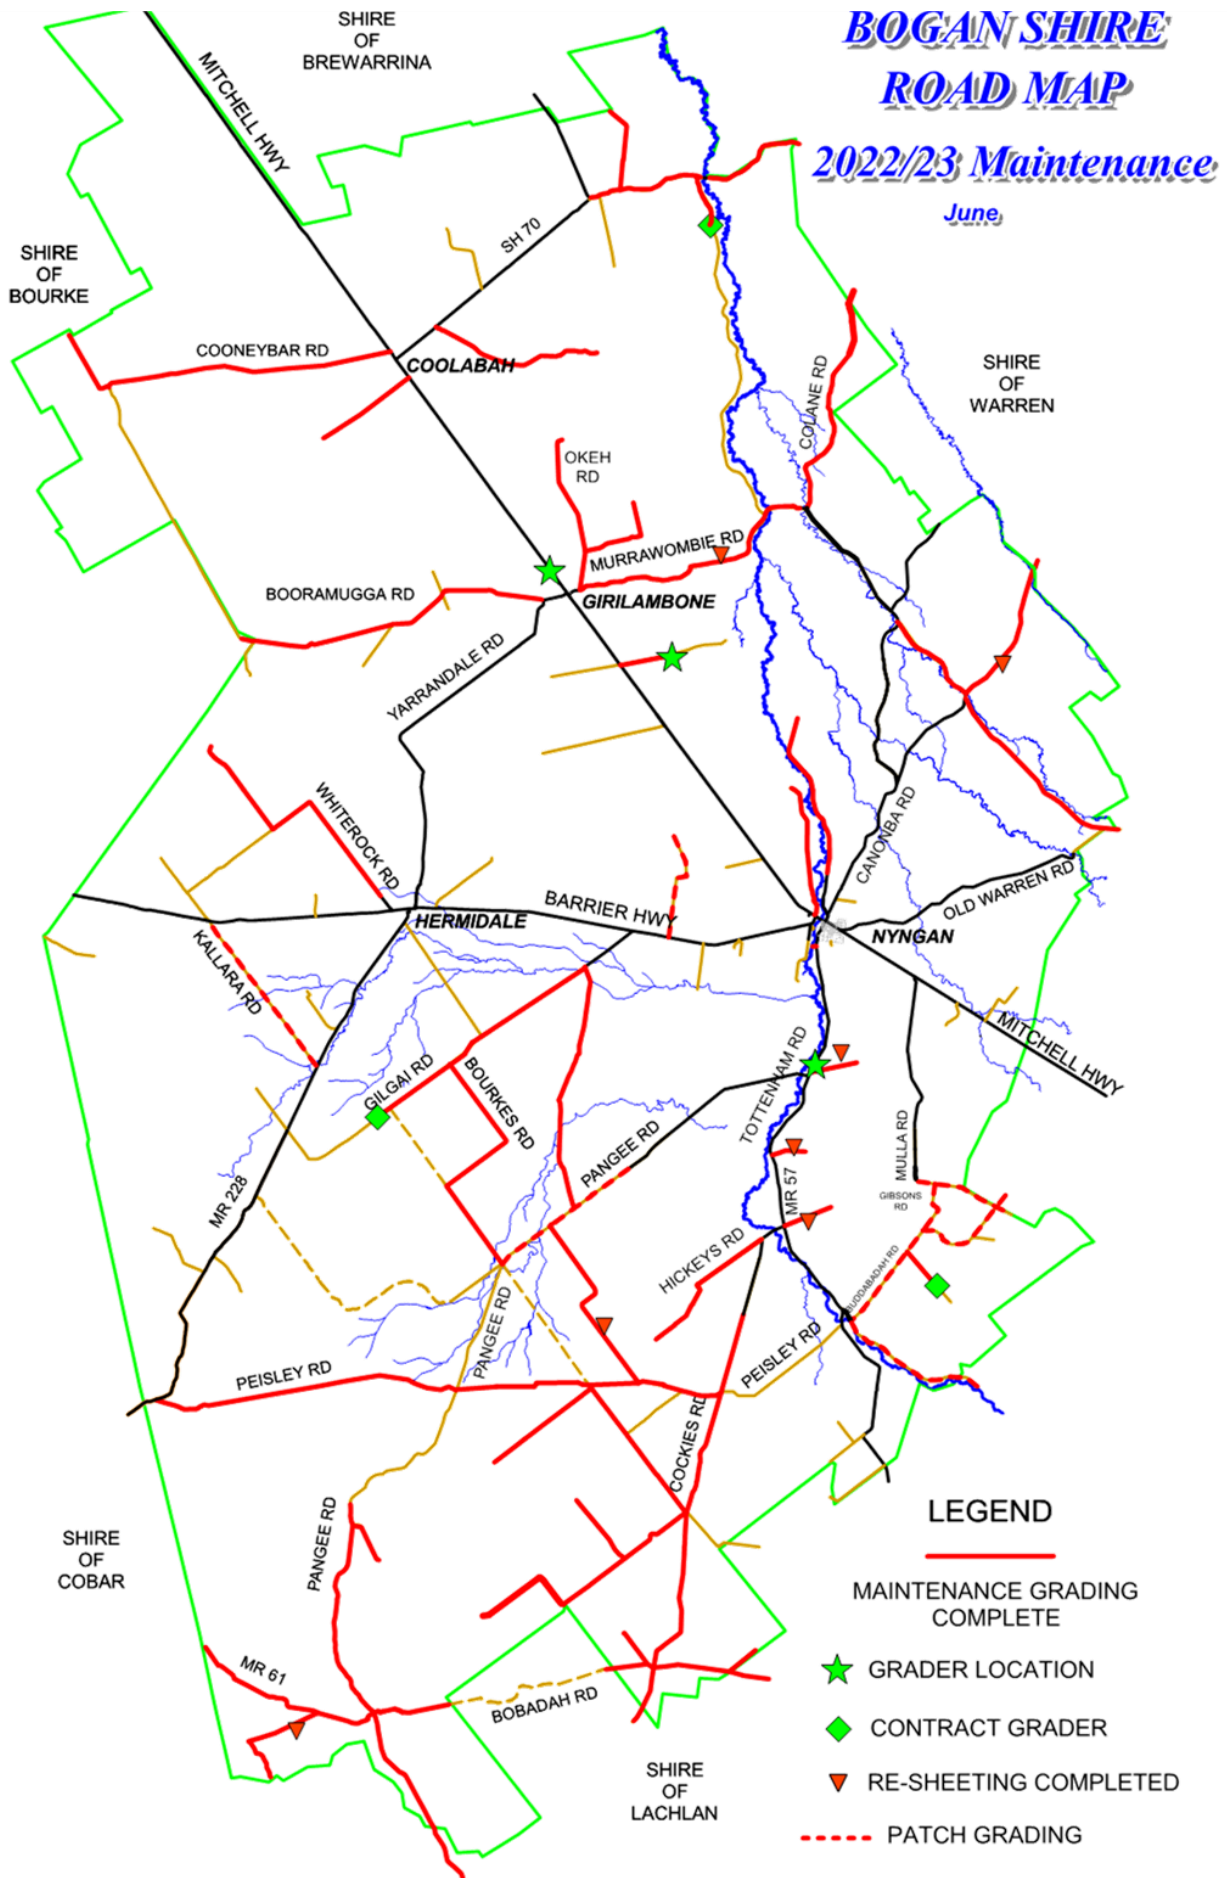 BOGAN SHIRE
ROAD MAP
2022/23 Maintenance
June
SHIRE
OF
BREWARRINA
MITCHELL HWY
SHIRE
OF
BOURKE
SH 70
COONEYBAR RD
COOLABAH
SHIRE
OF
WARREN
COLANE RD
OKEH
RD
MURRAWOMBIE RD
BOORAMUGGA RD
GIRILAMBONE
YARRANDALE RD
WHITEROCK RD
CANONBA RD
OLD WARREN RD
BARRIER HWY
HERMIDALE
NYNGAN
KALLARA RD
MITCHELL HWY
GILGAI RD
BOURKES RD
TOTTENHAM RD
PANGEE RD
MULLA RD
MR 57
GIBSONS
RD
MR 228
HICKEYS RD
BUDDABADAH RD
PANGEE RD
PEISLEY RD
PEISLEY RD
COCKIES RD
PANGEE RD
SHIRE
OF
COBAR
MR 61
BOBADAH RD
SHIRE
OF
LACHLAN
LEGEND
MAINTENANCE GRADING
COMPLETE
GRADER LOCATION
CONTRACT GRADER
RE-SHEETING COMPLETED
PATCH GRADING